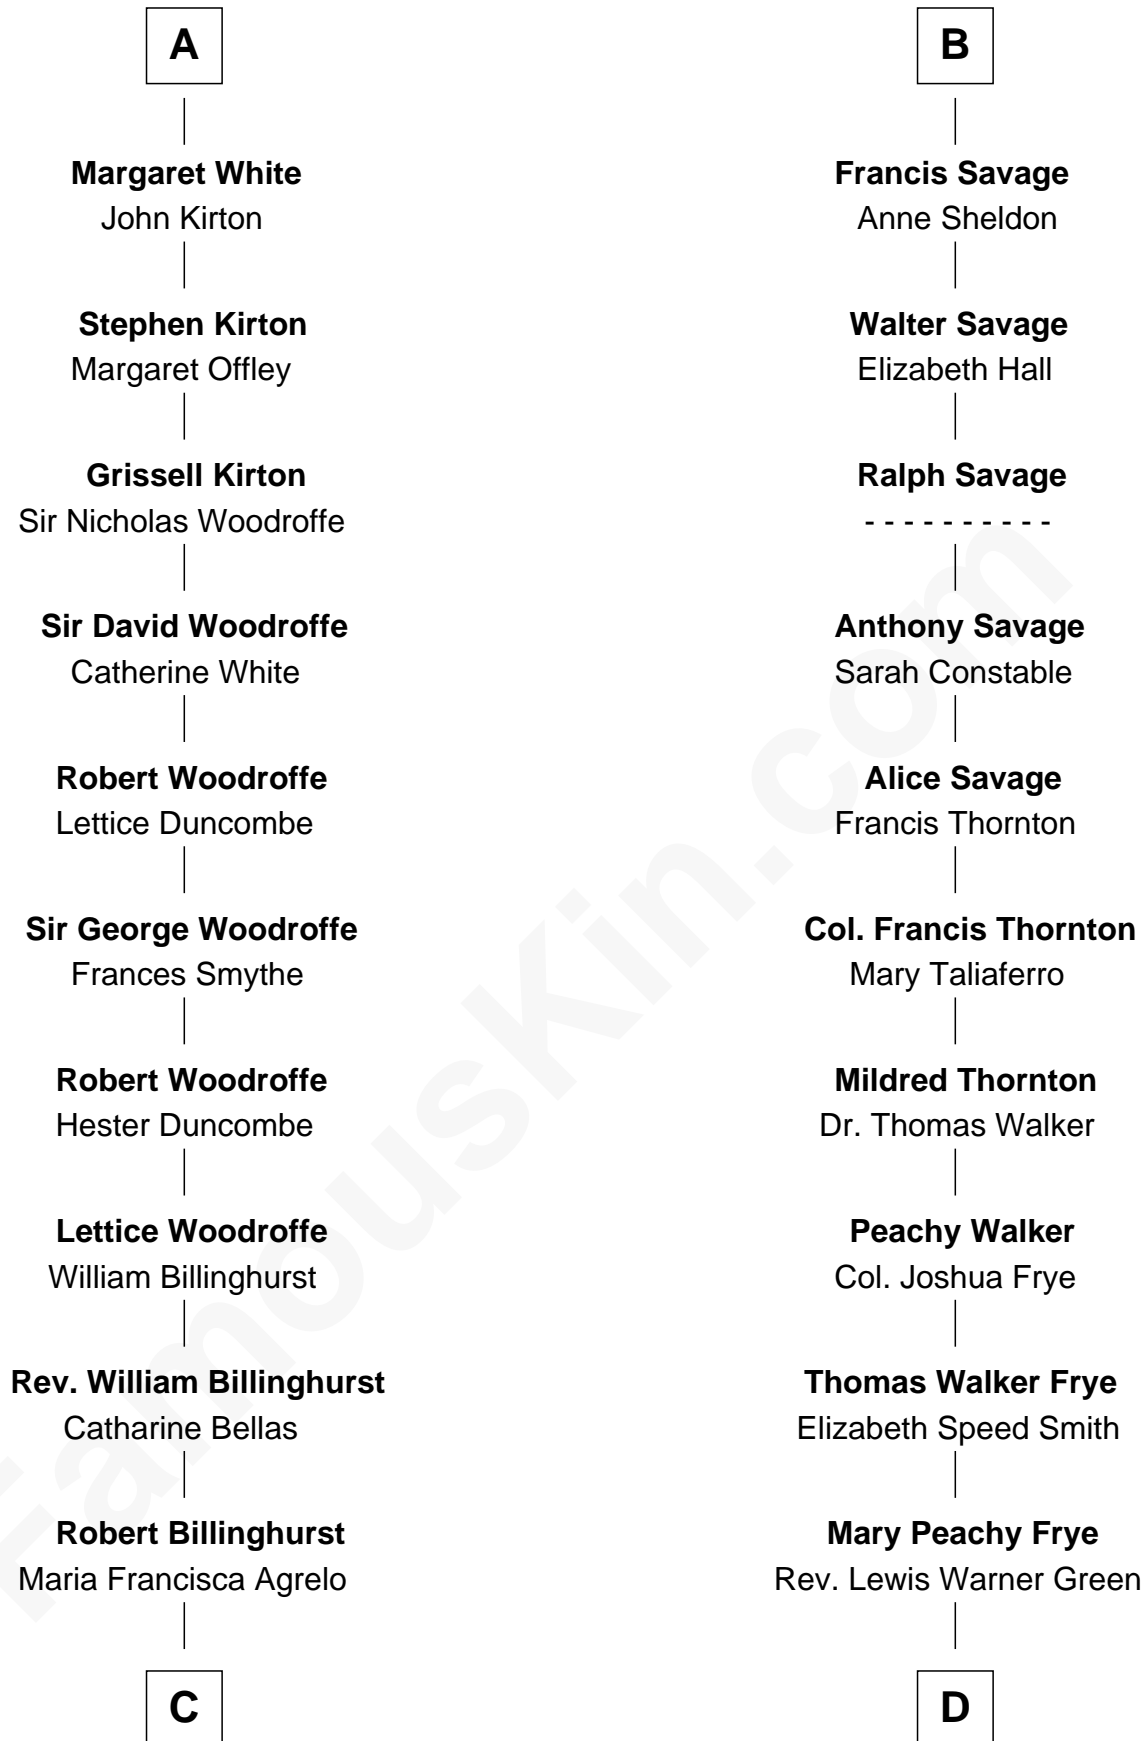 A
Margaret White
John Kirton
Stephen Kirton
Margaret Offley
Grissell Kirton
Sir Nicholas Woodroffe
Sir David Woodroffe
Catherine White
Robert Woodroffe
Lettice Duncombe
Sir George Woodroffe
Frances Smythe
Robert Woodroffe
Hester Duncombe
Lettice Woodroffe
William Billinghurst
Rev. William Billinghurst
Catharine Bellas
Robert Billinghurst
Maria Francisca Agrelo
C
B
Francis Savage
Anne Sheldon
Walter Savage
Elizabeth Hall
Ralph Savage
- - - - - - - - - -
Anthony Savage
Sarah Constable
Alice Savage
Francis Thornton
Col. Francis Thornton
Mary Taliaferro
Mildred Thornton
Dr. Thomas Walker
Peachy Walker
Col. Joshua Frye
Thomas Walker Frye
Elizabeth Speed Smith
Mary Peachy Frye
Rev. Lewis Warner Green
D
FamousKin.com